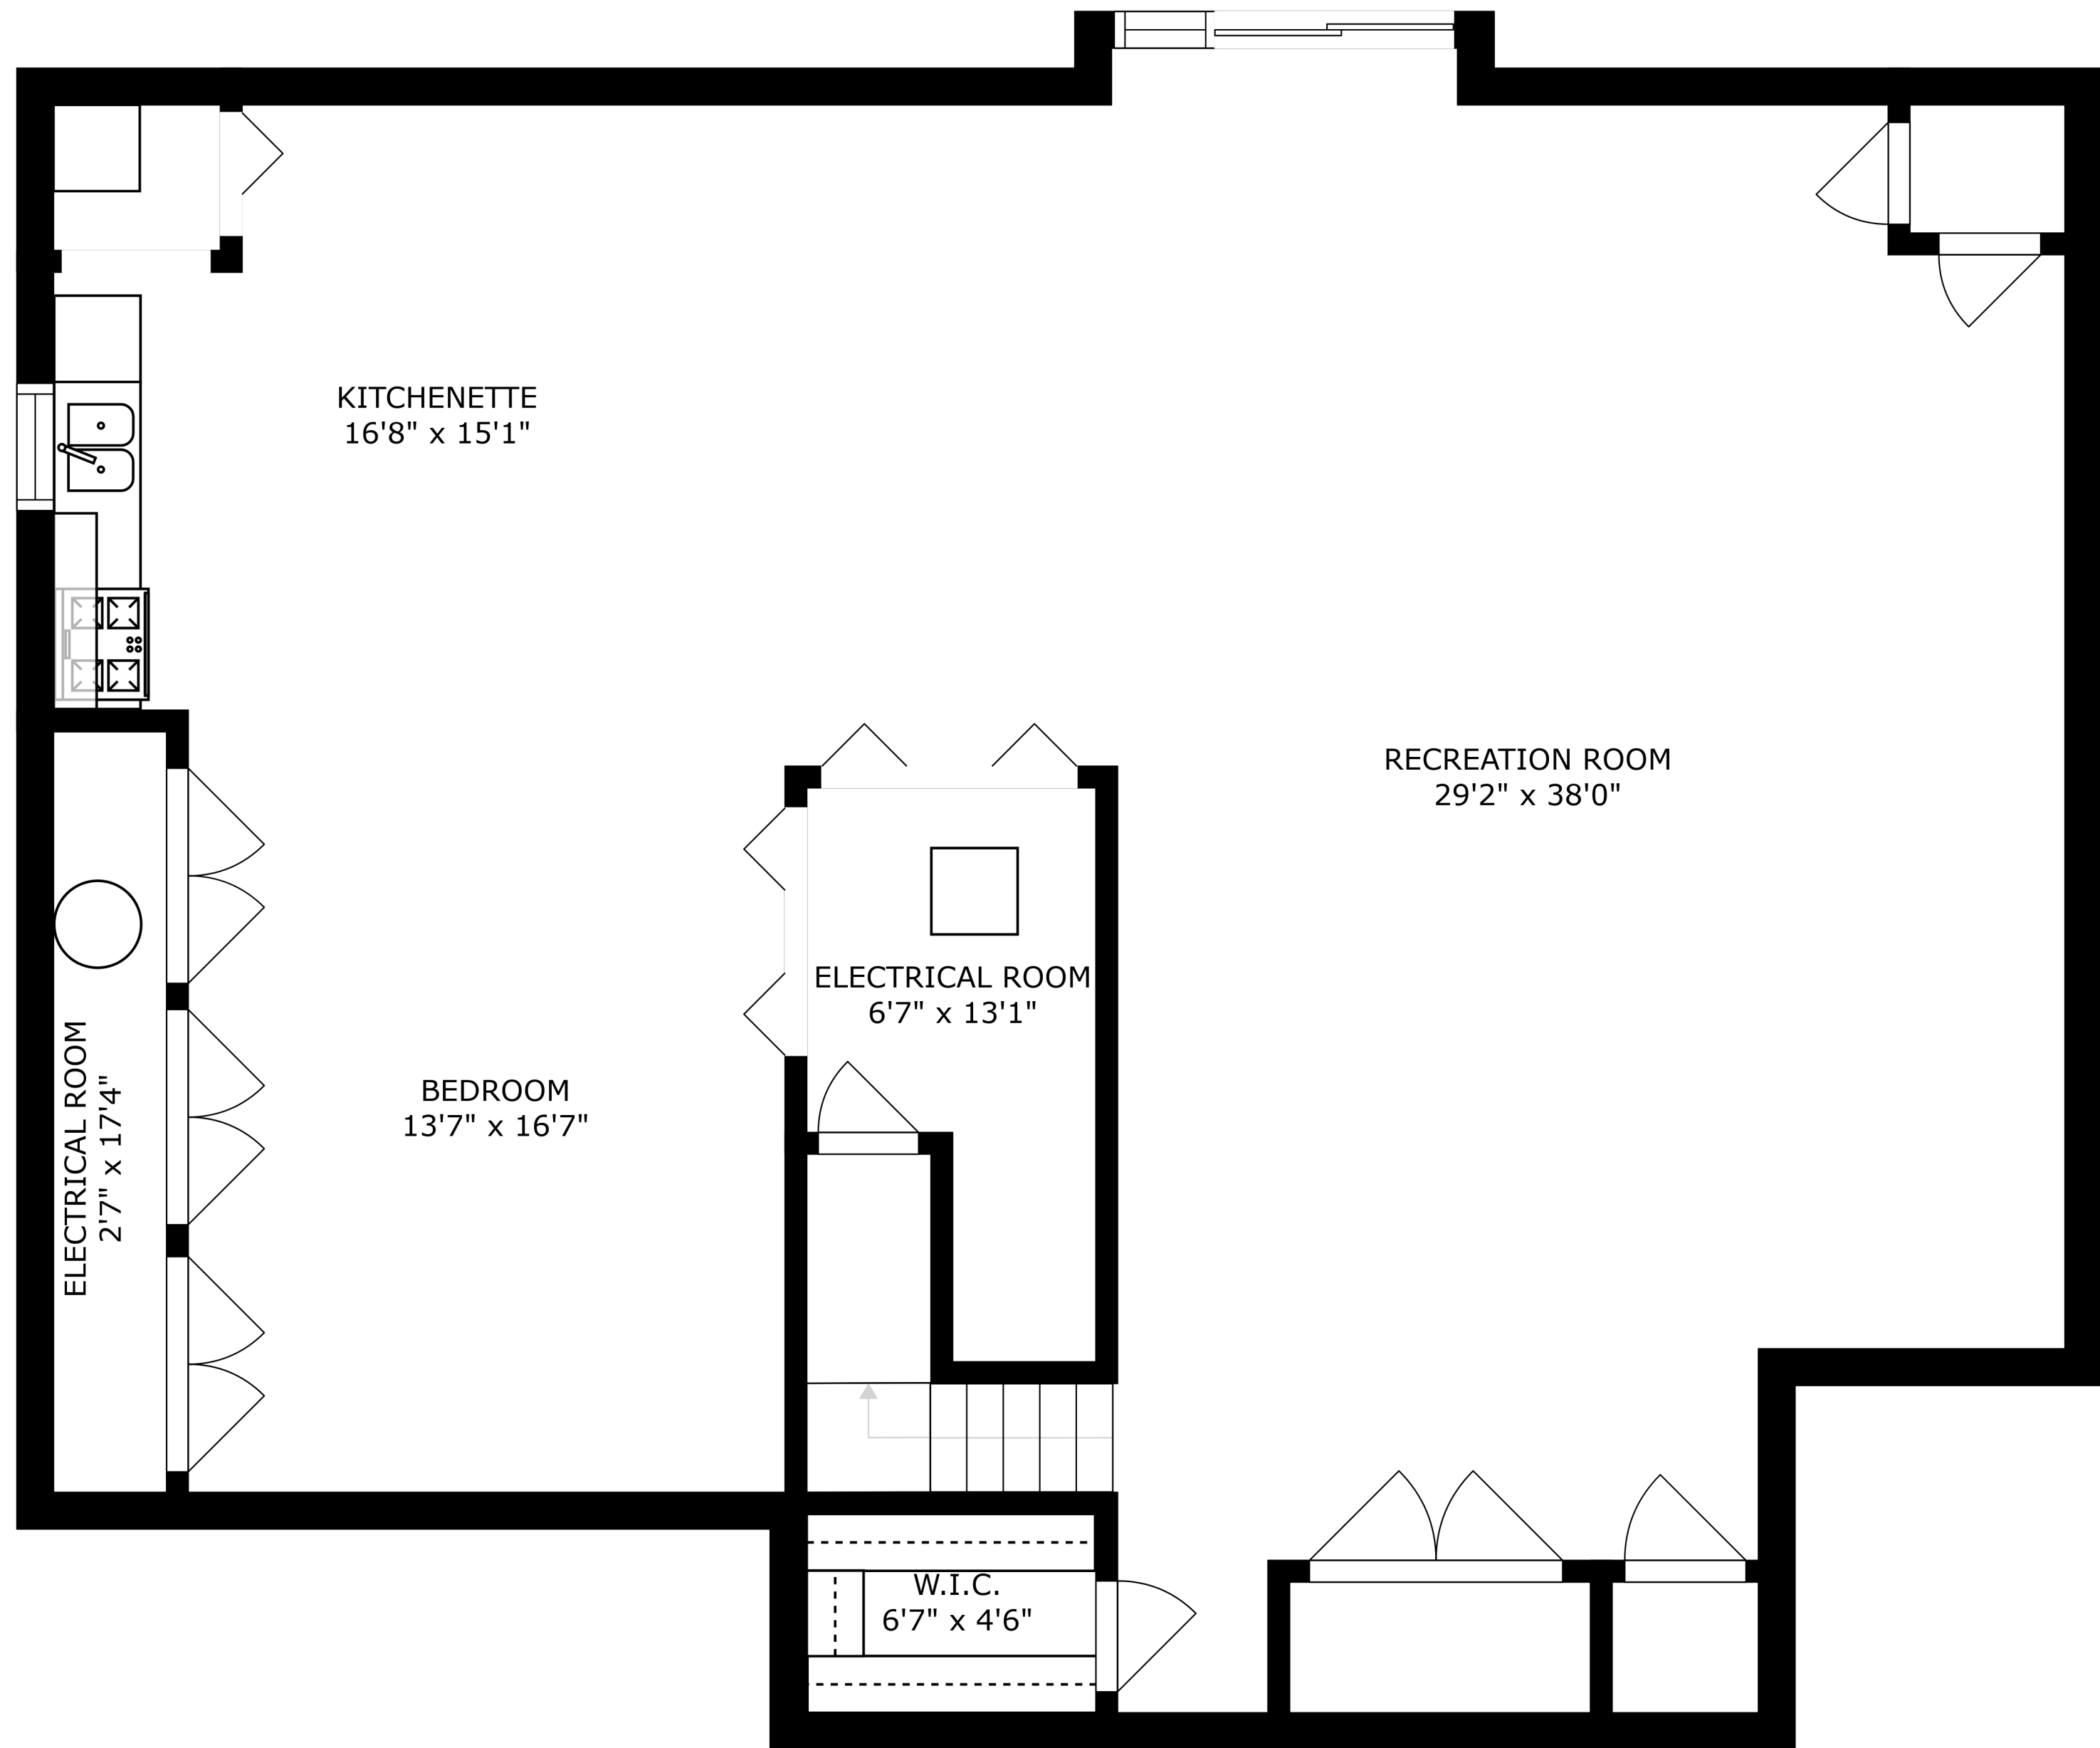 KITCHENETTE
16'8" x 15'1"
RECREATION ROOM
29'2" x 38'0"
ELECTRICAL ROOM
6'7" x 13'1"
BEDROOM
13'7" x 16'7"
ELECTRICAL ROOM
2'7" x 17'4"
W.I.C.
6'7" x 4'6"